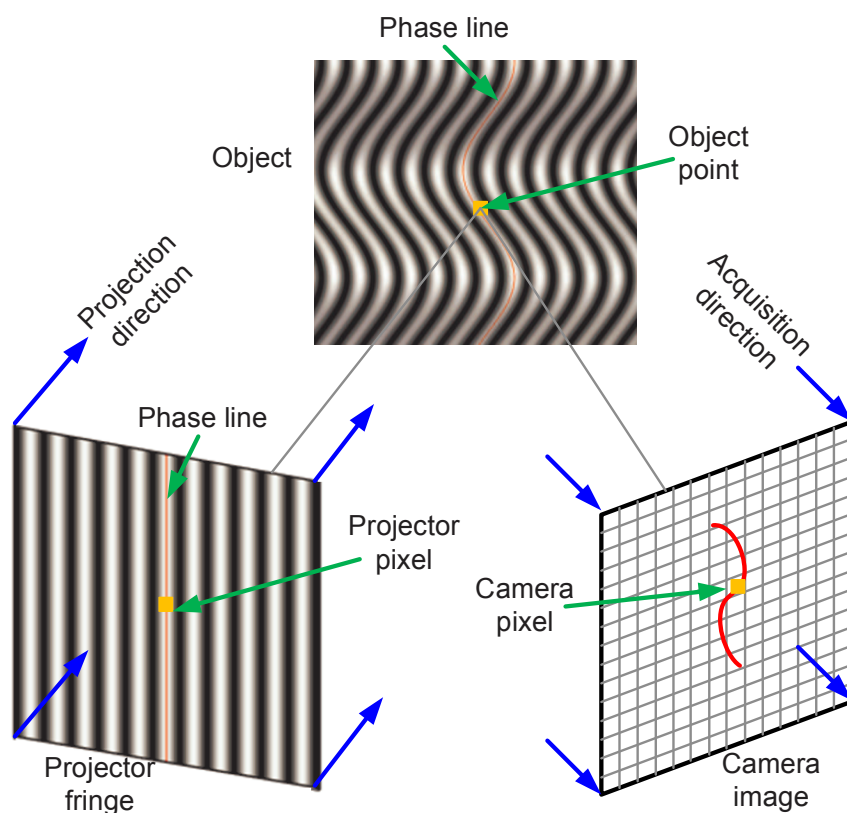 Phase line
Object
Object
point
Projection
direction
Acquisition
direction
Phase line
Projector
pixel
Camera
pixel
Projector
fringe
Camera
image